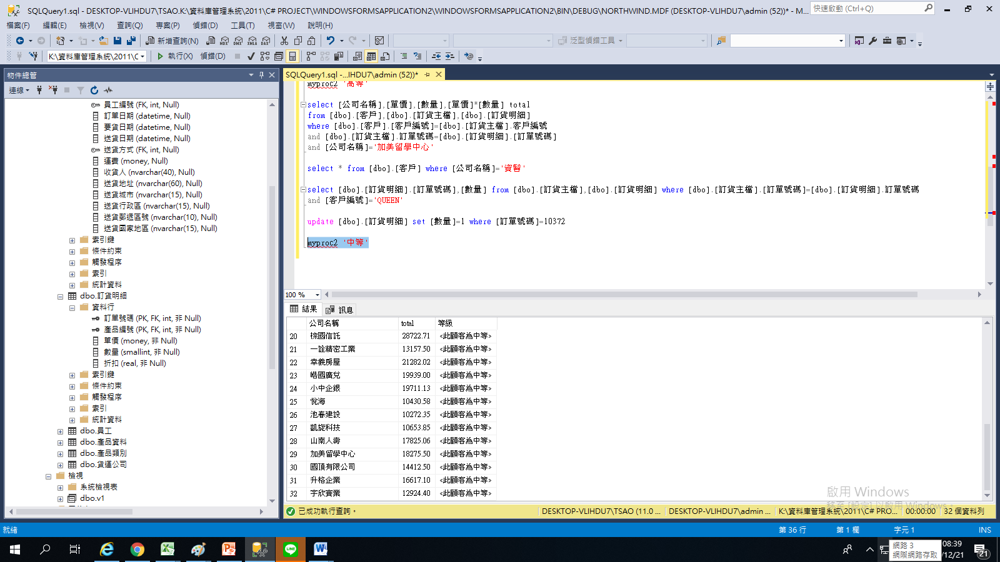 SQLQuery1.sql - DESKTOP-VLIHDU7\TSAO.K:\資料庫管理系統\2011\C# PROJECT\WINDOWSFORMSAPPLICATION2\WINDOWSFORMSAPPLICATION2\BIN\DEBUG\NORTHWIND.MDF (DESKTOP-VLIHDU7\admin (52))* - M...
快速啟動 (Ctrl+Q)
檔案(F) 編輯(E) 檢視(V) 查詢(Q) 專案(P) 偵錯(D) 工具(T) 視窗(W) 說明(H)
新增查詢(N) 泛型偵錯工具
K:\資料庫管理系統\2011\C 執行(X) 偵錯(D)
物件總管
連線
員工編號 (FK, int, Null)
訂單日期 (datetime, Null)
要貨日期 (datetime, Null)
送貨日期 (datetime, Null)
送貨方式 (FK, int, Null)
運費 (money, Null)
收貨人 (nvarchar(40), Null)
送貨地址 (nvarchar(60), Null)
送貨城市 (nvarchar(15), Null)
送貨行政區 (nvarchar(15), Null)
送貨郵遞區號 (nvarchar(10), Null)
送貨國家地區 (nvarchar(15), Null)
索引鍵
條件約束
觸發程序
索引
統計資料
dbo.訂貨明細
資料行
訂單號碼 (PK, FK, int, 非 Null)
產品編號 (PK, FK, int, 非 Null)
單價 (money, 非 Null)
數量 (smallint, 非 Null)
折扣 (real, 非 Null)
索引鍵
條件約束
觸發程序
索引
統計資料
dbo.員工
dbo.產品資料
dbo.產品類別
dbo.貨運公司
檢視
系統檢視表
dbo.v1
SQLQuery1.sql -...IHDU7\admin (52))*
myproc2 '高等'
select [公司名稱],[單價],[數量],[單價]*[數量] total
from [dbo].[客戶],[dbo].[訂貨主檔],[dbo].[訂貨明細]
where [dbo].[客戶].[客戶編號]=[dbo].[訂貨主檔].客戶編號
and [dbo].[訂貨主檔].訂單號碼=[dbo].[訂貨明細].[訂單號碼]
and [公司名稱]='加美留學中心'
select * from [dbo].[客戶] where [公司名稱]='資醫'
select [dbo].[訂貨明細].[訂單號碼],[數量] from [dbo].[訂貨主檔],[dbo].[訂貨明細] where [dbo].[訂貨主檔].[訂單號碼]=[dbo].[訂貨明細].訂單號碼
and [客戶編號]='QUEEN'
update [dbo].[訂貨明細] set [數量]=1 where [訂單號碼]=10372
myproc2 '中等'
100 %
結果 訊息
公司名稱 total 等級
20 棕國信託 28722.71 <此顧客為中等>
21 一詮精密工業 13157.50 <此顧客為中等>
22 幸義房屋 21282.02 <此顧客為中等>
23 皓國廣兌 19939.00 <此顧客為中等>
24 小中企銀 19711.13 <此顧客為中等>
25 悅海 10430.58 <此顧客為中等>
26 池春建設 10272.35 <此顧客為中等>
27 凱旋科技 10653.85 <此顧客為中等>
28 山南人壽 17825.06 <此顧客為中等>
29 加美留學中心 18275.50 <此顧客為中等>
30 國頂有限公司 14412.50 <此顧客為中等>
31 升格企業 16617.10 <此顧客為中等>
32 宇欣實業 12924.40 <此顧客為中等>
啟用 Windows
移至 [設定] 以啟用 Windows。
已成功執行查詢。 DESKTOP-VLIHDU7\TSAO (11.0 ... DESKTOP-VLIHDU7\admin ... K:\資料庫管理系統\2011\C# PRO... 00:00:00 32 個資料列
就緒 第 36 行 第 1 欄 字元 1 INS
網路 3
網際網路存取
08:39
/12/21
21